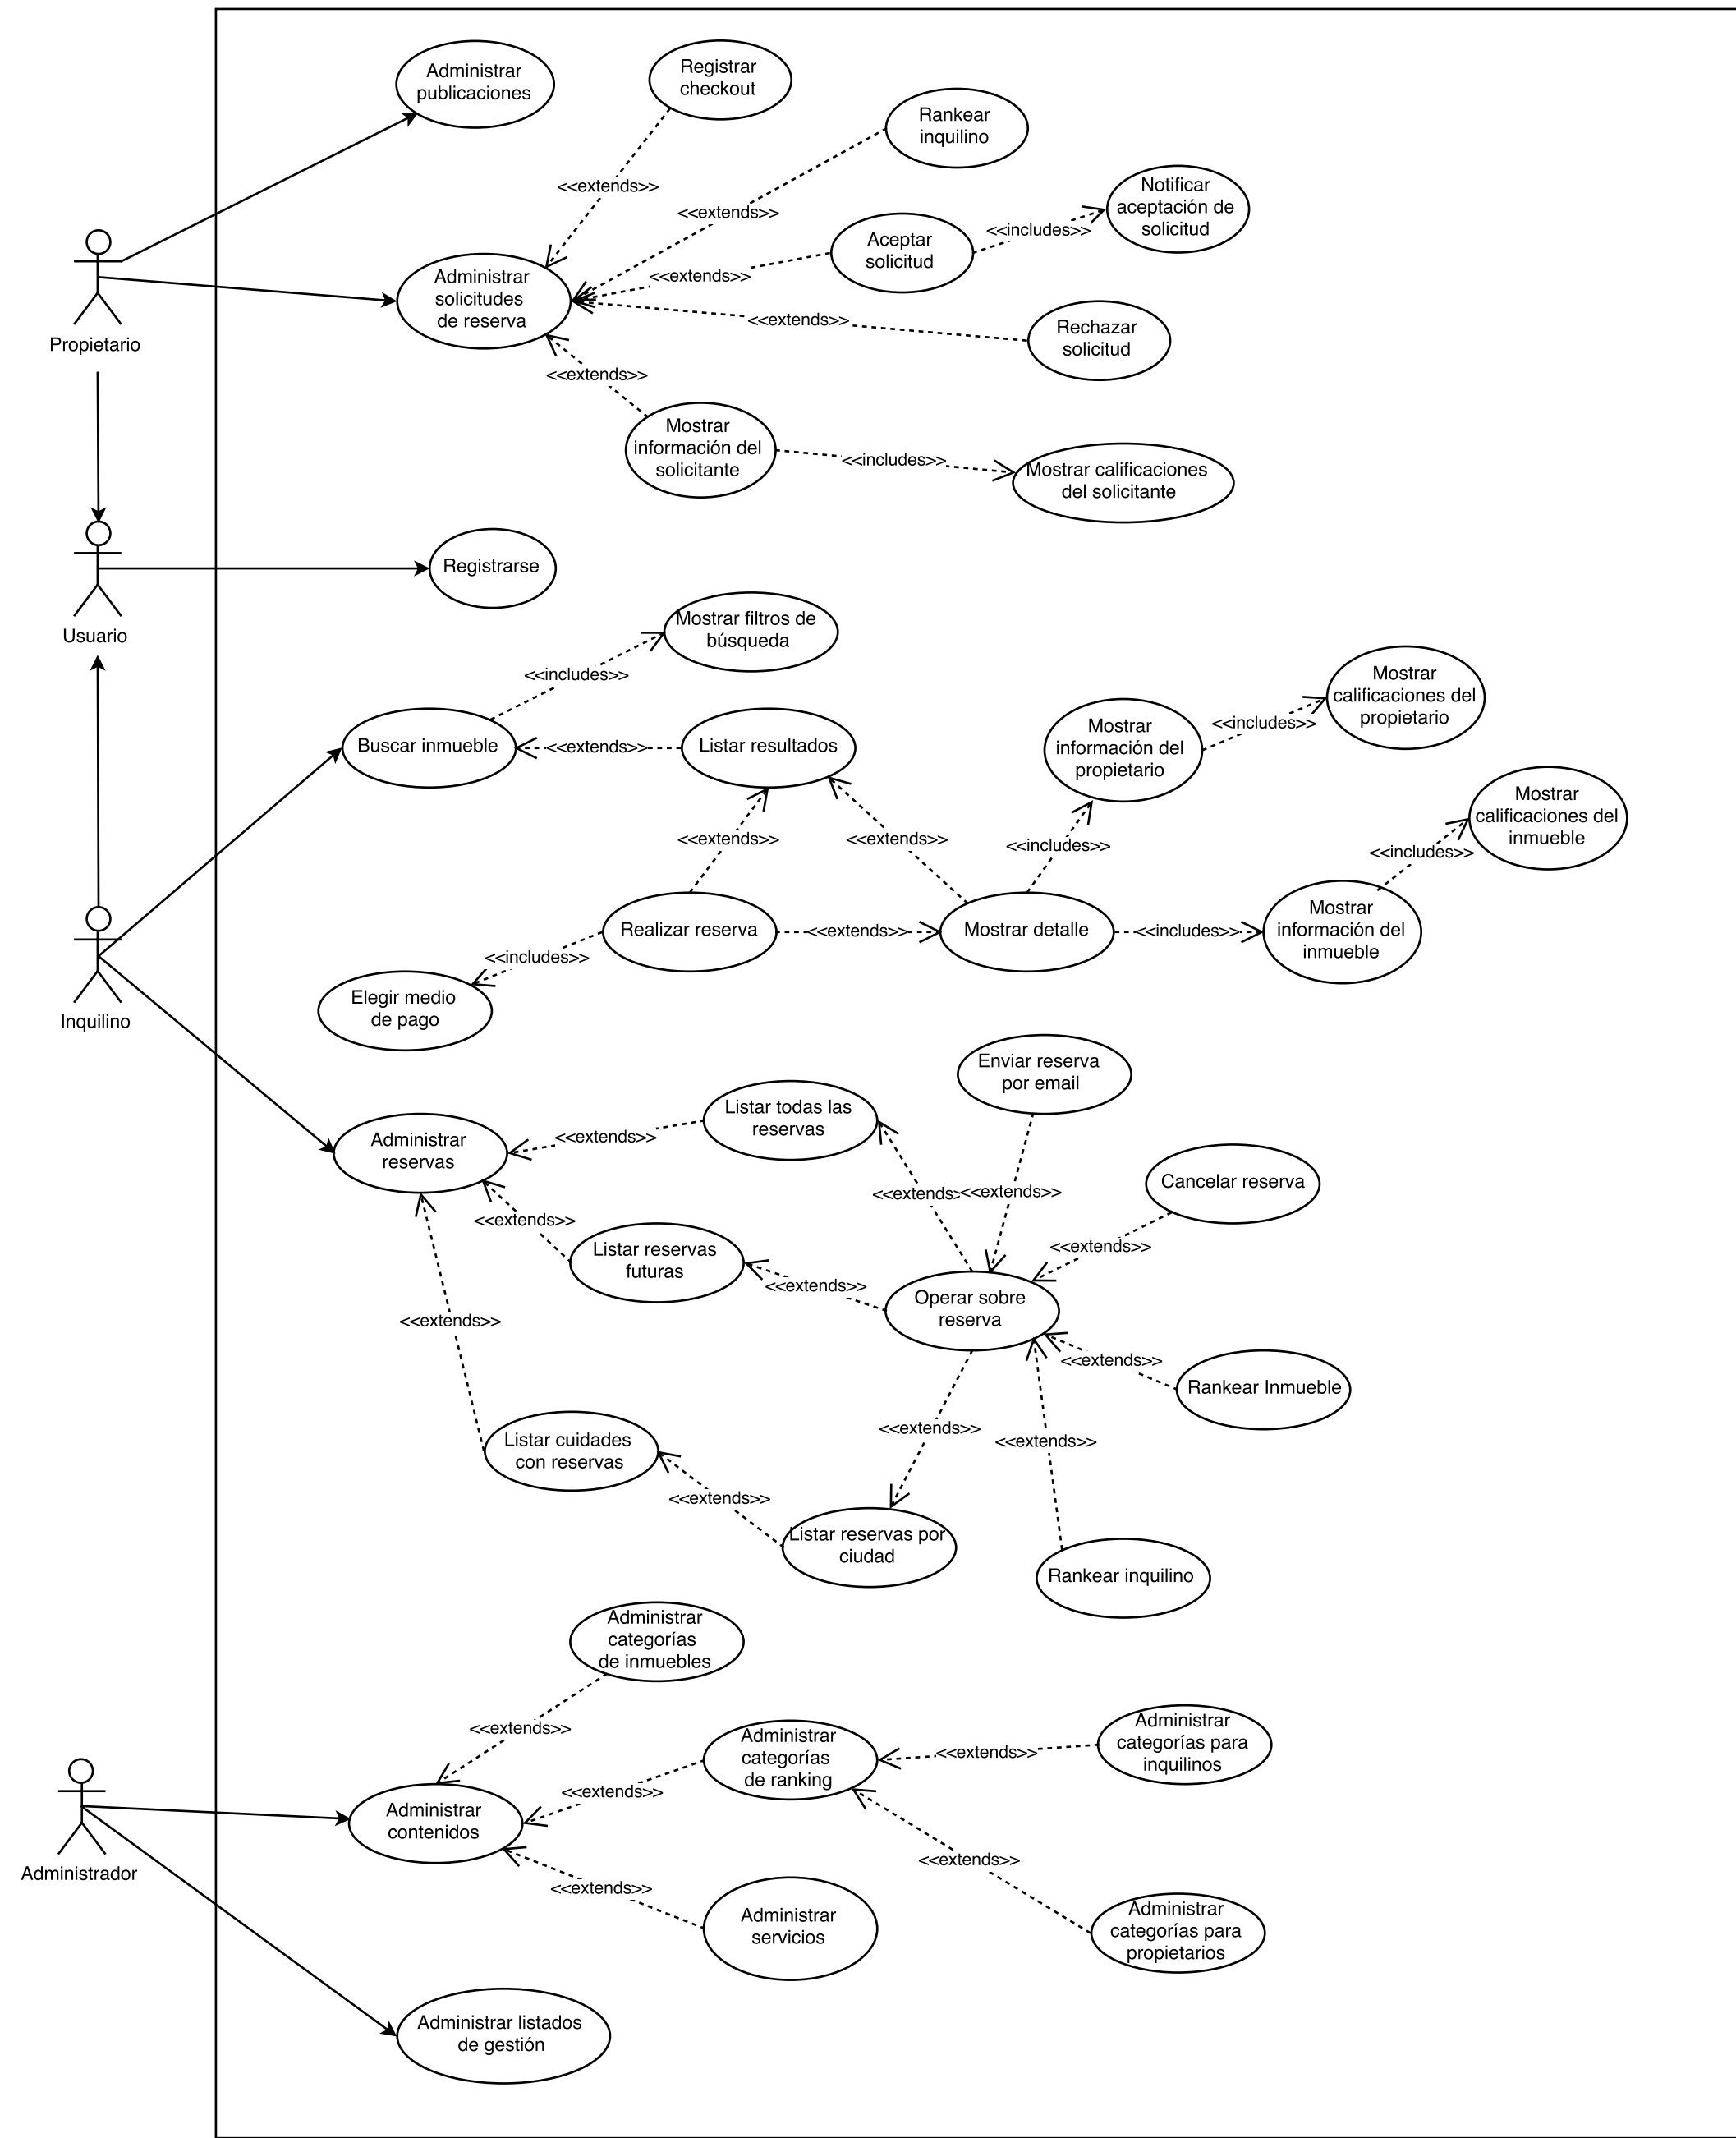 Administrar
publicaciones
Registrar
checkout
Rankear
inquilino
<<extends>>
<<extends>>
Notificar
aceptación de
solicitud
<<includes>>
Aceptar
solicitud
<<extends>>
Administrar
solicitudes
de reserva
Propietario
<<extends>>
Rechazar
solicitud
<<extends>>
Mostrar
información del
solicitante
<<includes>>
Mostrar calificaciones
del solicitante
Usuario
Registrarse
Mostrar filtros de
búsqueda
<<includes>>
Buscar inmueble
<<extends>>
Listar resultados
Mostrar
información del
propietario
<<includes>>
Mostrar
calificaciones del
propietario
<<extends>>
<<extends>>
<<includes>>
Mostrar
calificaciones del
inmueble
<<includes>>
Realizar reserva
<<extends>>
Mostrar detalle
<<includes>>
Mostrar
información del
inmueble
<<includes>>
Elegir medio
de pago
Inquilino
Enviar reserva
por email
Listar todas las
reservas
<<extends>>
Administrar
reservas
<<extends>>
<<extends>>
Cancelar reserva
<<extends>>
<<extends>>
Listar reservas
futuras
<<extends>>
Operar sobre
reserva
<<extends>>
<<extends>>
Rankear Inmueble
<<extends>>
<<extends>>
Listar cuidades
con reservas
<<extends>>
Listar reservas por
ciudad
Rankear inquilino
Administrar
categorías
de inmuebles
<<extends>>
Administrar
categorías
de ranking
<<extends>>
Administrar
categorías para
inquilinos
<<extends>>
Administrar
contenidos
Administrador
<<extends>>
<<extends>>
Administrar
servicios
Administrar
categorías para
propietarios
Administrar listados
de gestión